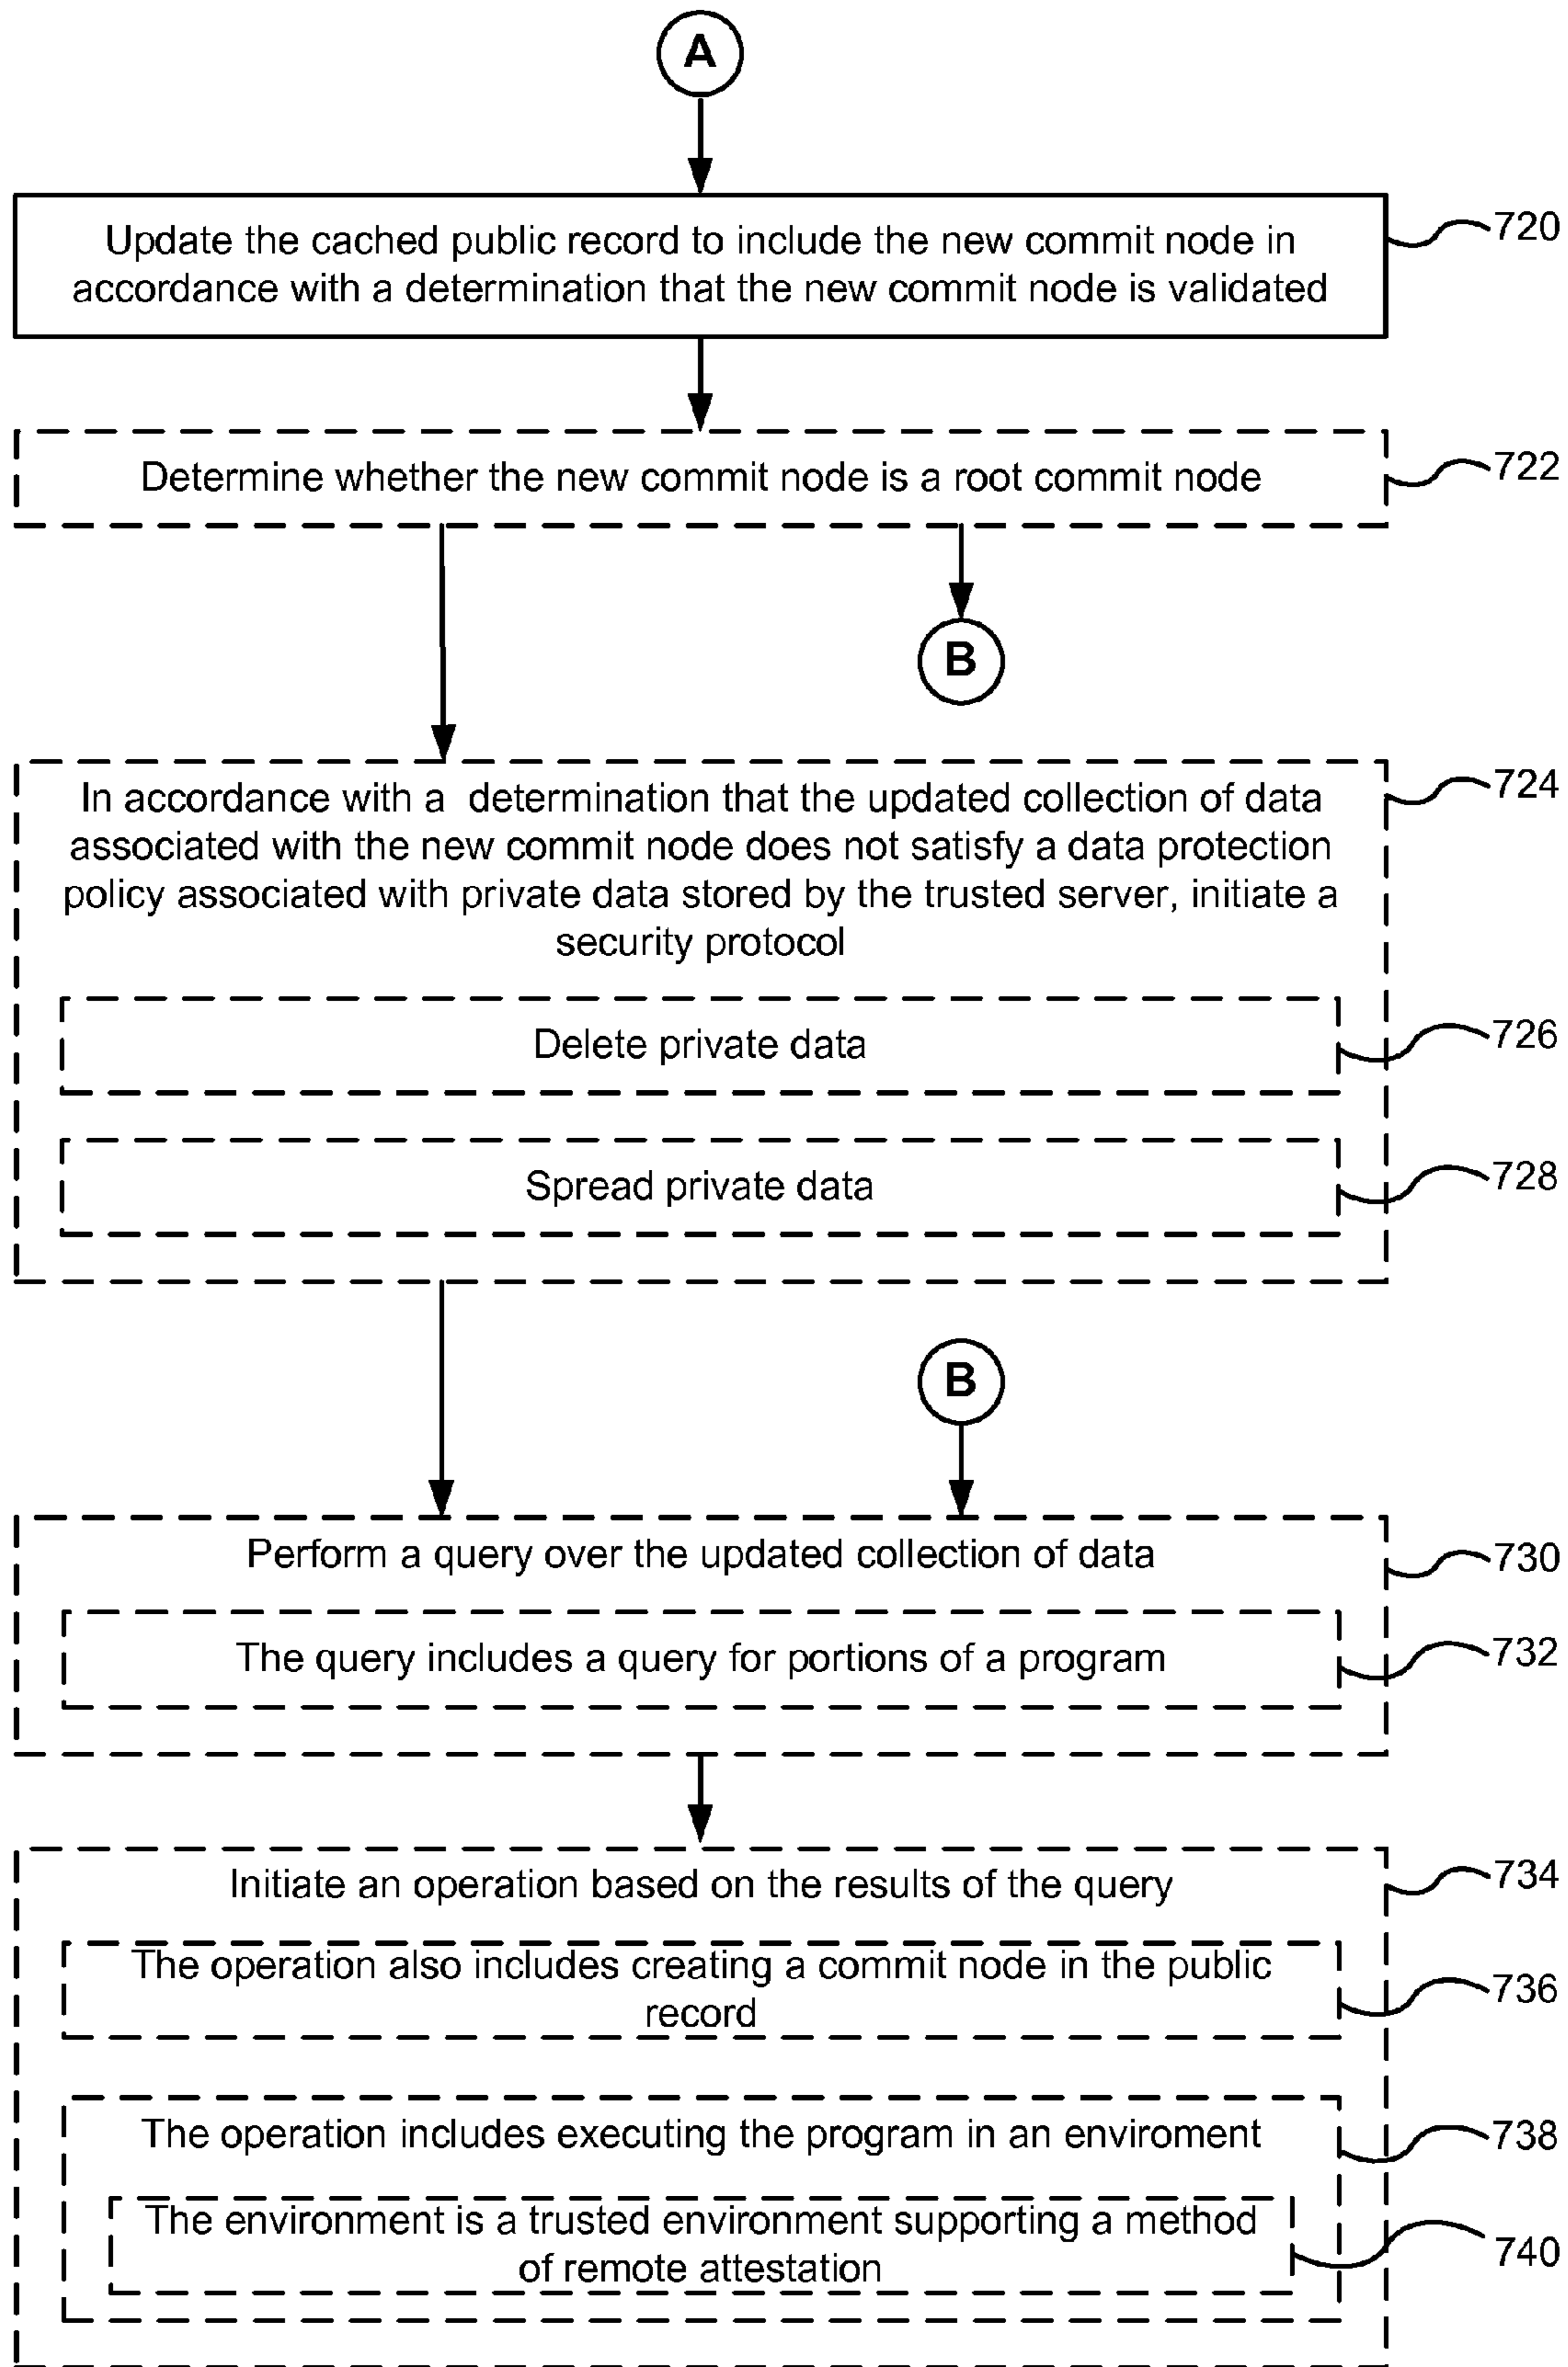 A
Update the cached public record to include the new commit node in
accordance with a determination that the new commit node is validated
720
Determine whether the new commit node is a root commit node
722
B
In accordance with a  determination that the updated collection of data
associated with the new commit node does not satisfy a data protection
policy associated with private data stored by the trusted server, initiate a
security protocol
724
Delete private data
726
Spread private data
728
B
Perform a query over the updated collection of data
730
The query includes a query for portions of a program
732
Initiate an operation based on the results of the query
734
The operation also includes creating a commit node in the public
record
736
The operation includes executing the program in an enviroment
738
The environment is a trusted environment supporting a method
of remote attestation
740